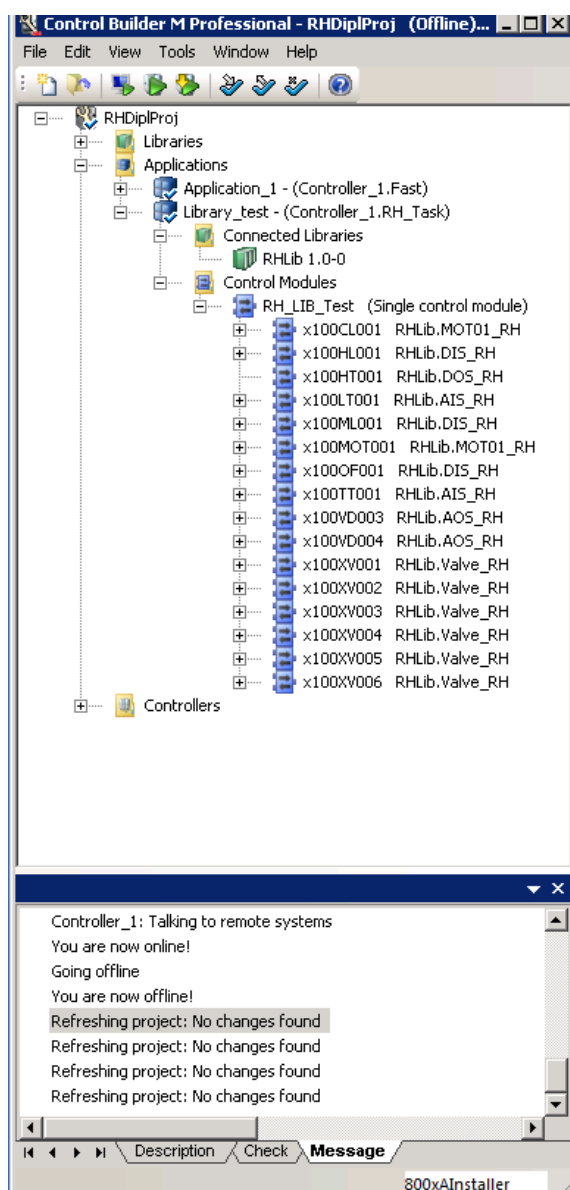 Control Builder M Professional - RHDiplProj (Offline)...
File Edit View Tools Window Help
RHDiplProj
Libraries
Applications
Application_1 - (Controller_1.Fast)
Library_test - (Controller_1.RH_Task)
Connected Libraries
RHLib 1.0-0
Control Modules
RH_LIB_Test (Single control module)
x100CL001 RHLib.MOT01_RH
x100HL001 RHLib.DIS_RH
x100HT001 RHLib.DOS_RH
x100LT001 RHLib.AIS_RH
x100ML001 RHLib.DIS_RH
x100MOT001 RHLib.MOT01_RH
x100OF001 RHLib.DIS_RH
x100TT001 RHLib.AIS_RH
x100VD003 RHLib.AOS_RH
x100VD004 RHLib.AOS_RH
x100XV001 RHLib.Valve_RH
x100XV002 RHLib.Valve_RH
x100XV003 RHLib.Valve_RH
x100XV004 RHLib.Valve_RH
x100XV005 RHLib.Valve_RH
x100XV006 RHLib.Valve_RH
Controllers
Controller_1: Talking to remote systems
You are now online!
Going offline
You are now offline!
Refreshing project: No changes found
Refreshing project: No changes found
Refreshing project: No changes found
Refreshing project: No changes found
Description Check Message
800xAInstaller